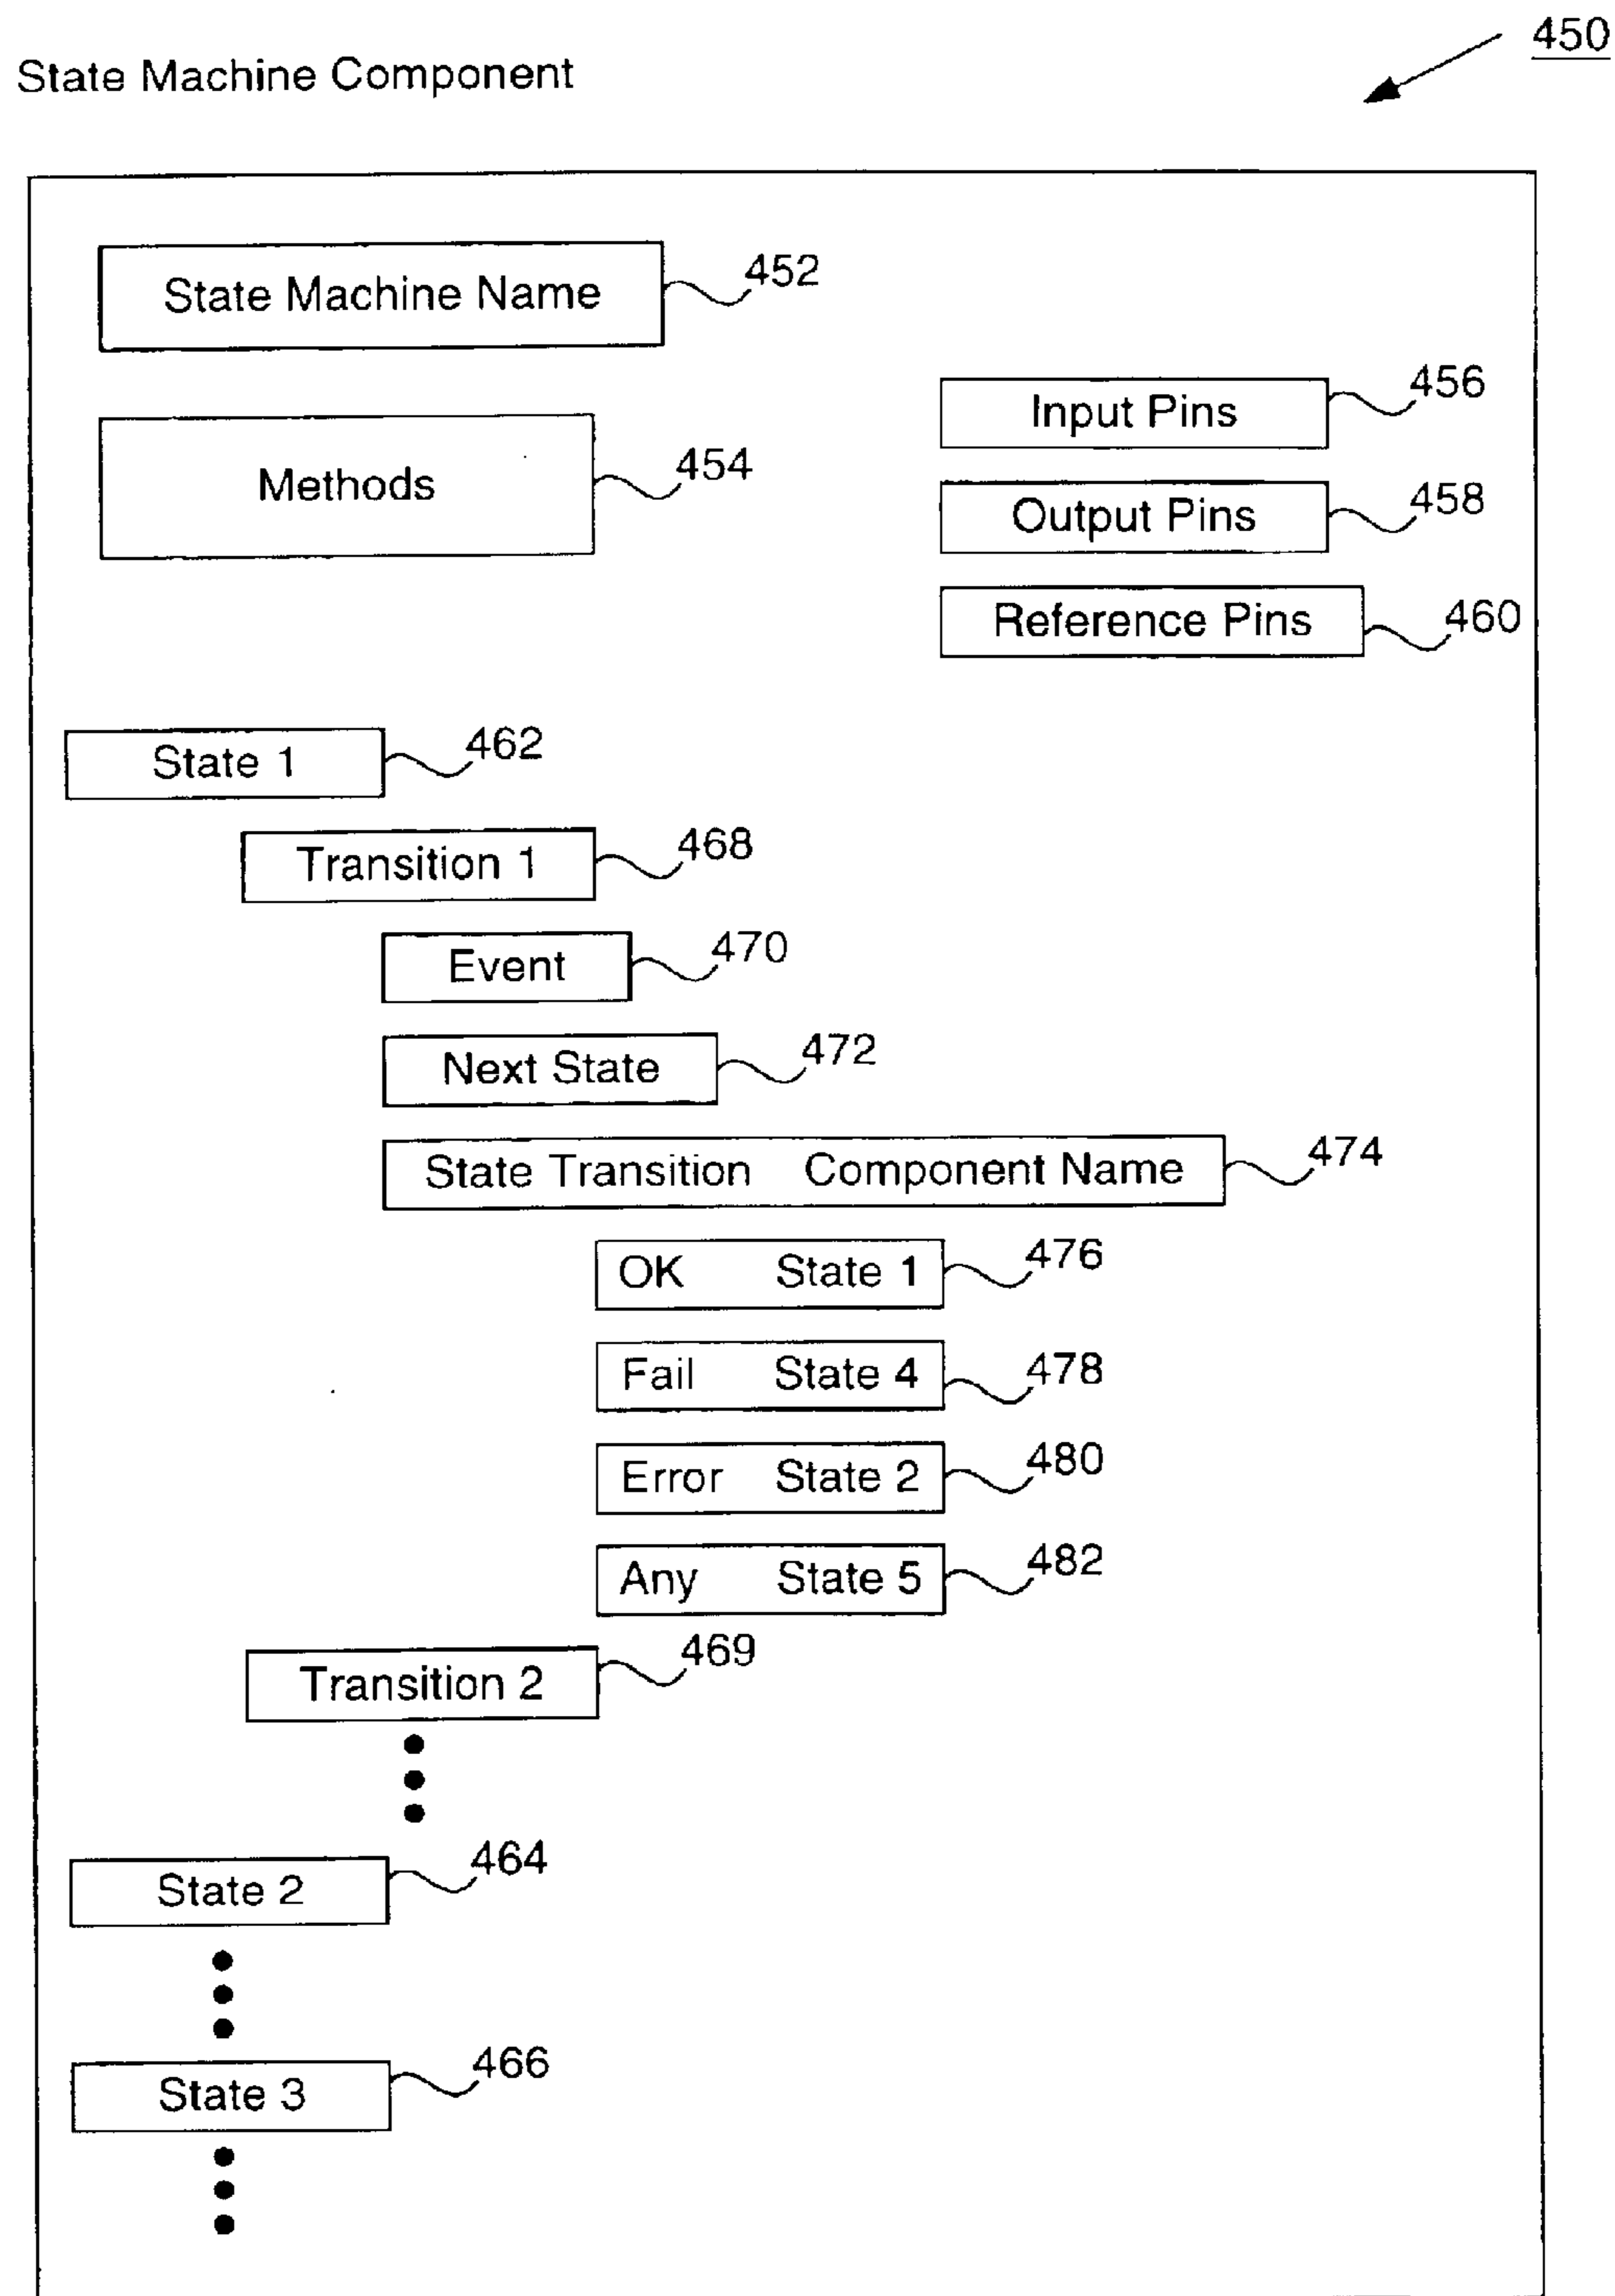 450
State Machine Component
State Machine Name 452
Input Pins 456
Methods 454
Output Pins 458
Reference Pins 460
State 1 462
Transition 1 468
Event 470
Next State 472
State Transition Component Name 474
OK State 1 476
Fail State 4 478
Error State 2 480
Any State 5 482
Transition 2 469
State 2 464
State 3 466